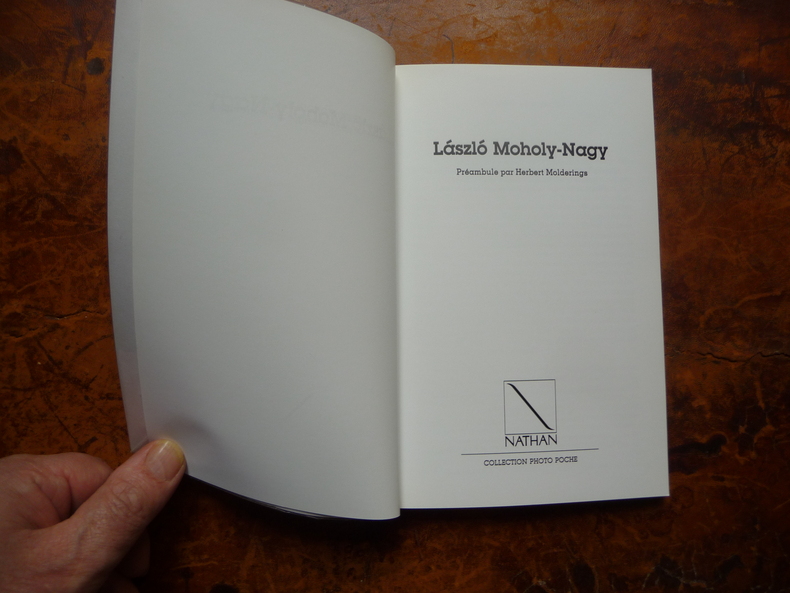 László Moholy-Nagy
Préambule par Herbert Molderings
NATHAN
COLLECTION PHOTO POCHE